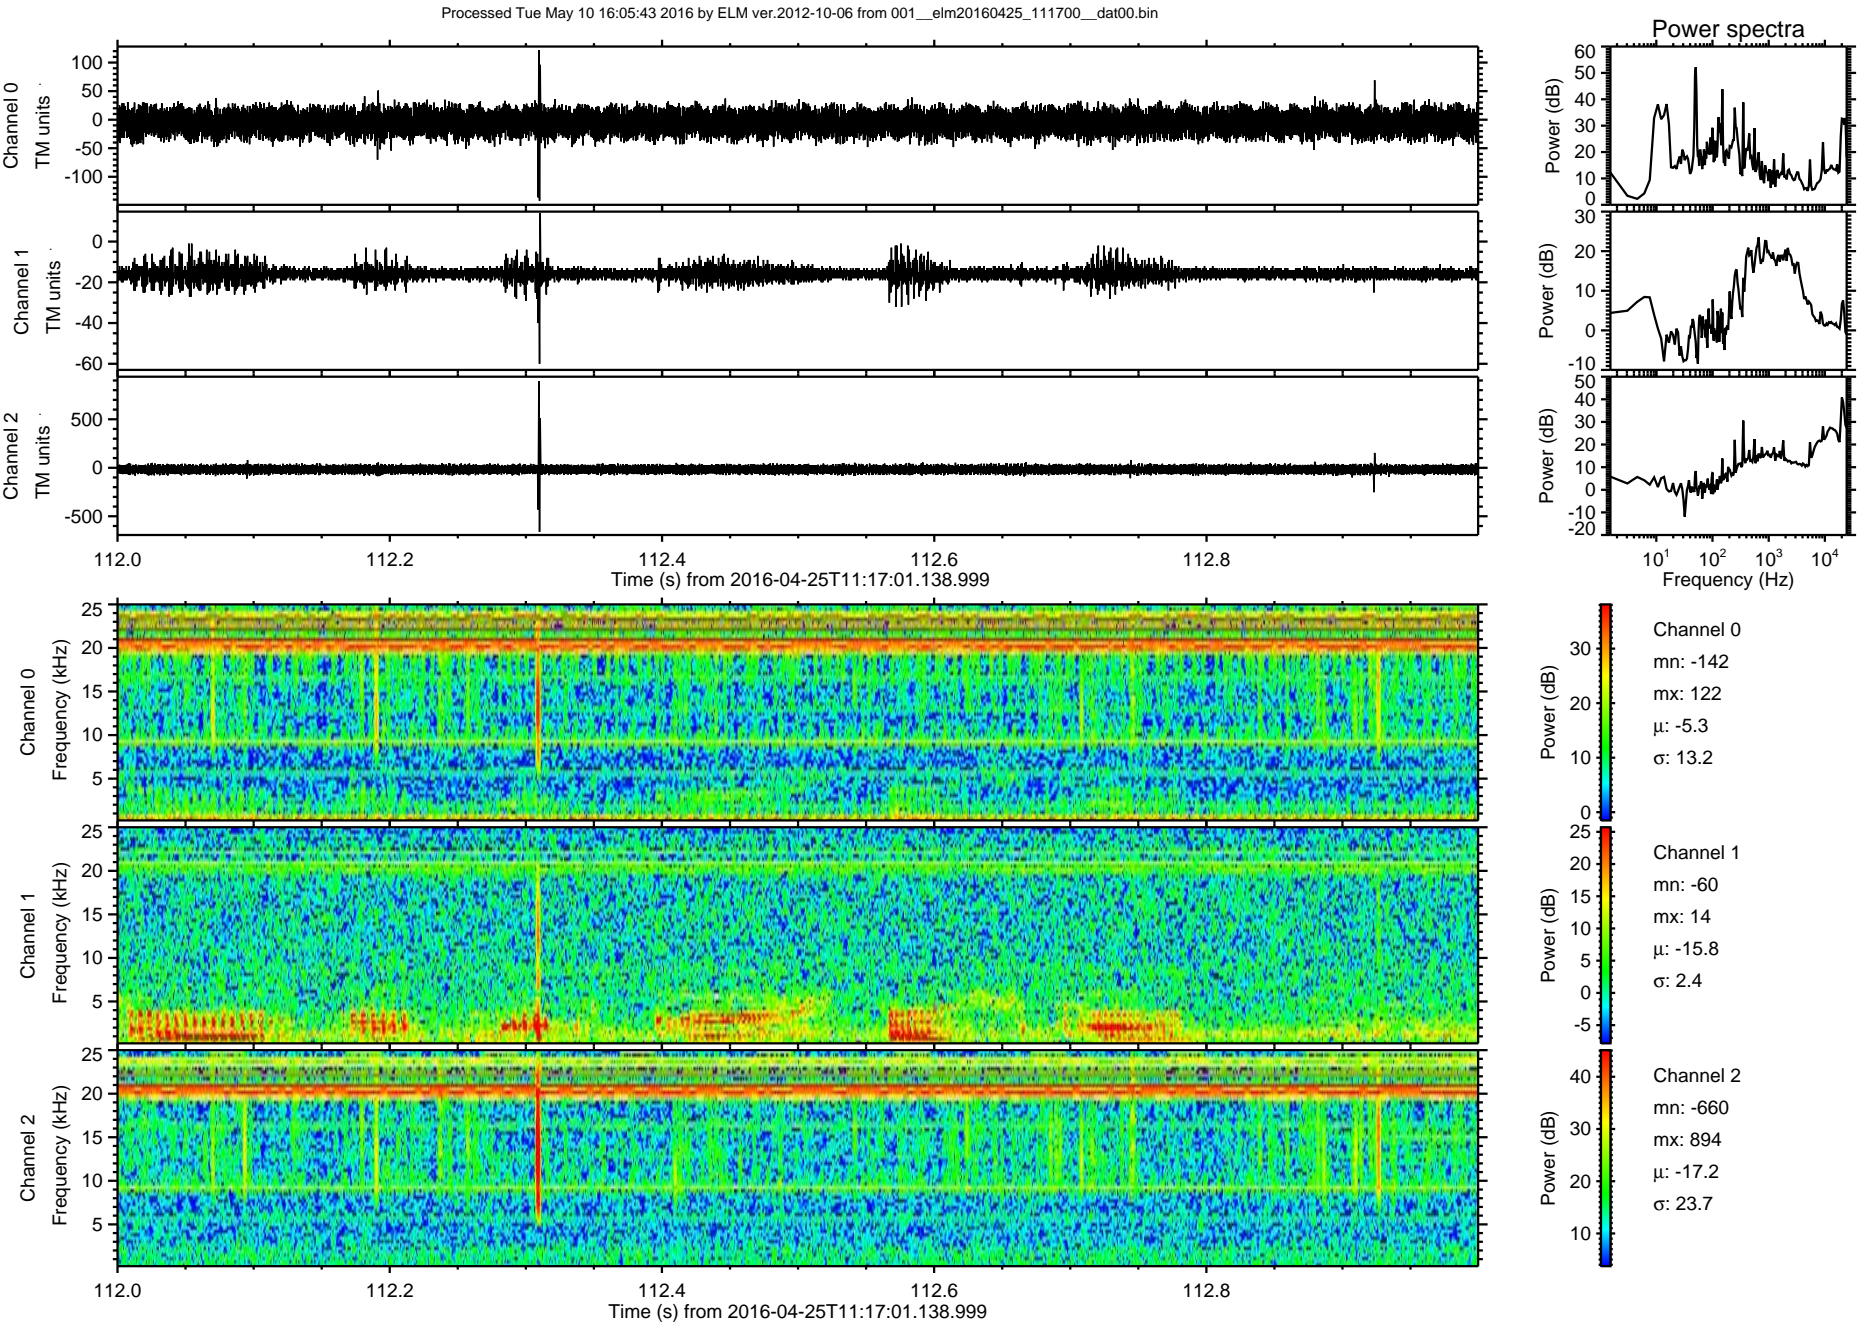 Processed Tue May 10 16:05:43 2016 by ELM ver.2012-10-06 from 001__elm20160425_111700__dat00.bin
Power spectra
Channel 0
TM units
100
50
0
-50
-100
Power (dB)
60
50
40
30
20
10
0
Channel 1
TM units
0
-20
-40
-60
Power (dB)
30
20
10
0
-10
Channel 2
TM units
500
0
-500
Power (dB)
50
40
30
20
10
0
-10
-20
112.0 112.2 112.4 112.6 112.8
Time (s) from 2016-04-25T11:17:01.138.999
10^1 10^2 10^3 10^4
Frequency (Hz)
Channel 0
Frequency (kHz)
25
20
15
10
5
Power (dB)
30
20
10
0
Channel 0
mn: -142
mx: 122
μ: -5.3
σ: 13.2
Channel 1
Frequency (kHz)
25
20
15
10
5
Power (dB)
25
20
15
10
5
0
-5
Channel 1
mn: -60
mx: 14
μ: -15.8
σ: 2.4
Channel 2
Frequency (kHz)
25
20
15
10
5
Power (dB)
40
30
20
10
Channel 2
mn: -660
mx: 894
μ: -17.2
σ: 23.7
112.0 112.2 112.4 112.6 112.8
Time (s) from 2016-04-25T11:17:01.138.999